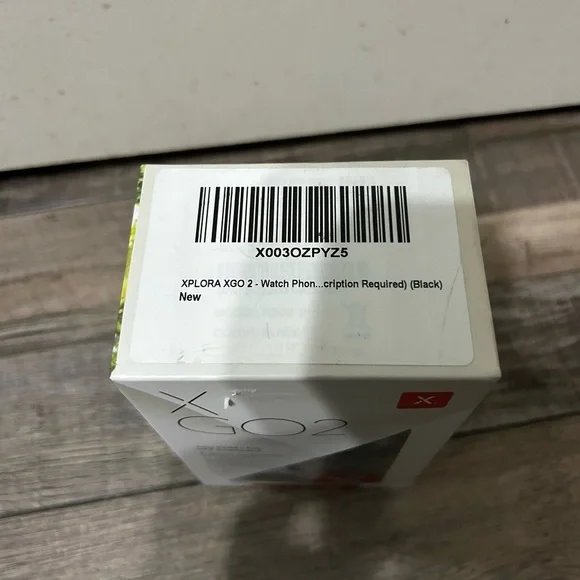 X003OZPYZ5
XPLORA XGO 2 - Watch Phon...cription Required) (Black)
New
X
X
GO2